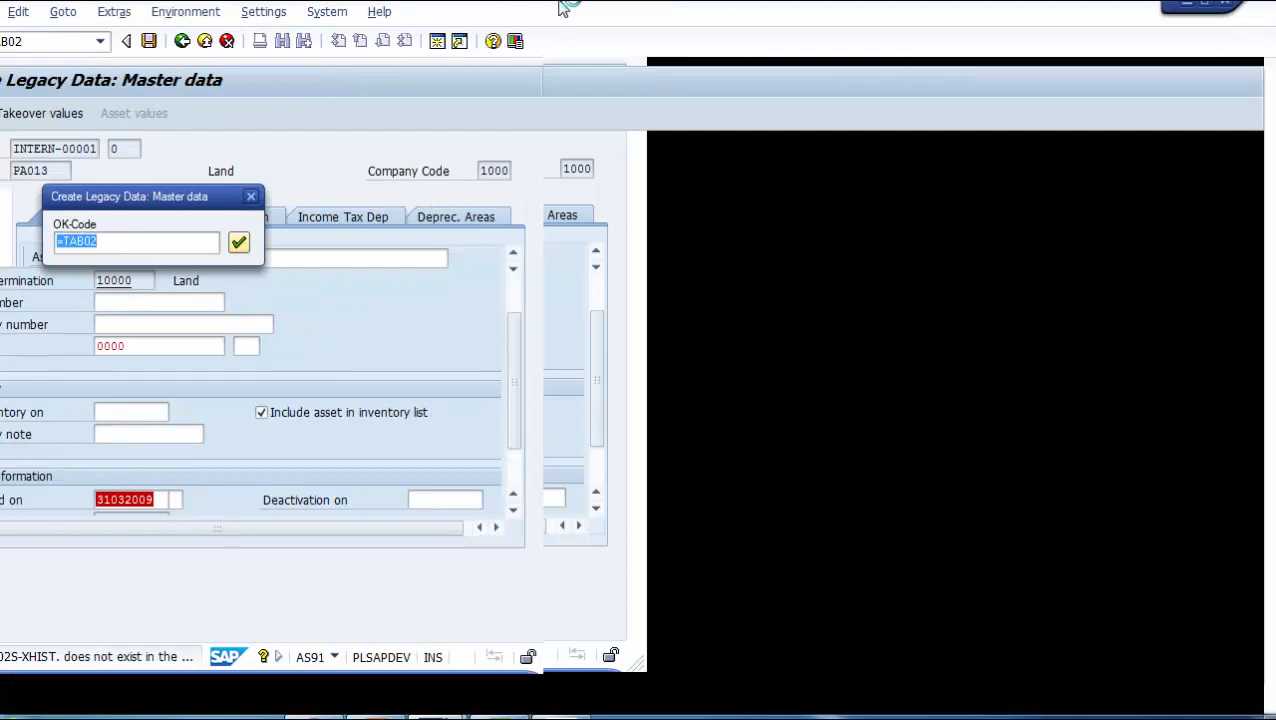 Edit Goto Extras Environment Settings System Help
B02
Legacy Data: Master data
Takeover values Asset values
INTERN-00001 0
PA013 Land Company Code 1000 1000
Create Legacy Data: Master data
OK-Code
=TAB02
Income Tax Dep Deprec. Areas Areas
10000 Land
ermination
mber
y number
0000
ntory on Include asset in inventory list
y note
formation
d on 31032009 Deactivation on
02S-XHIST. does not exist in the ... SAP AS91 PLSAPDEV INS